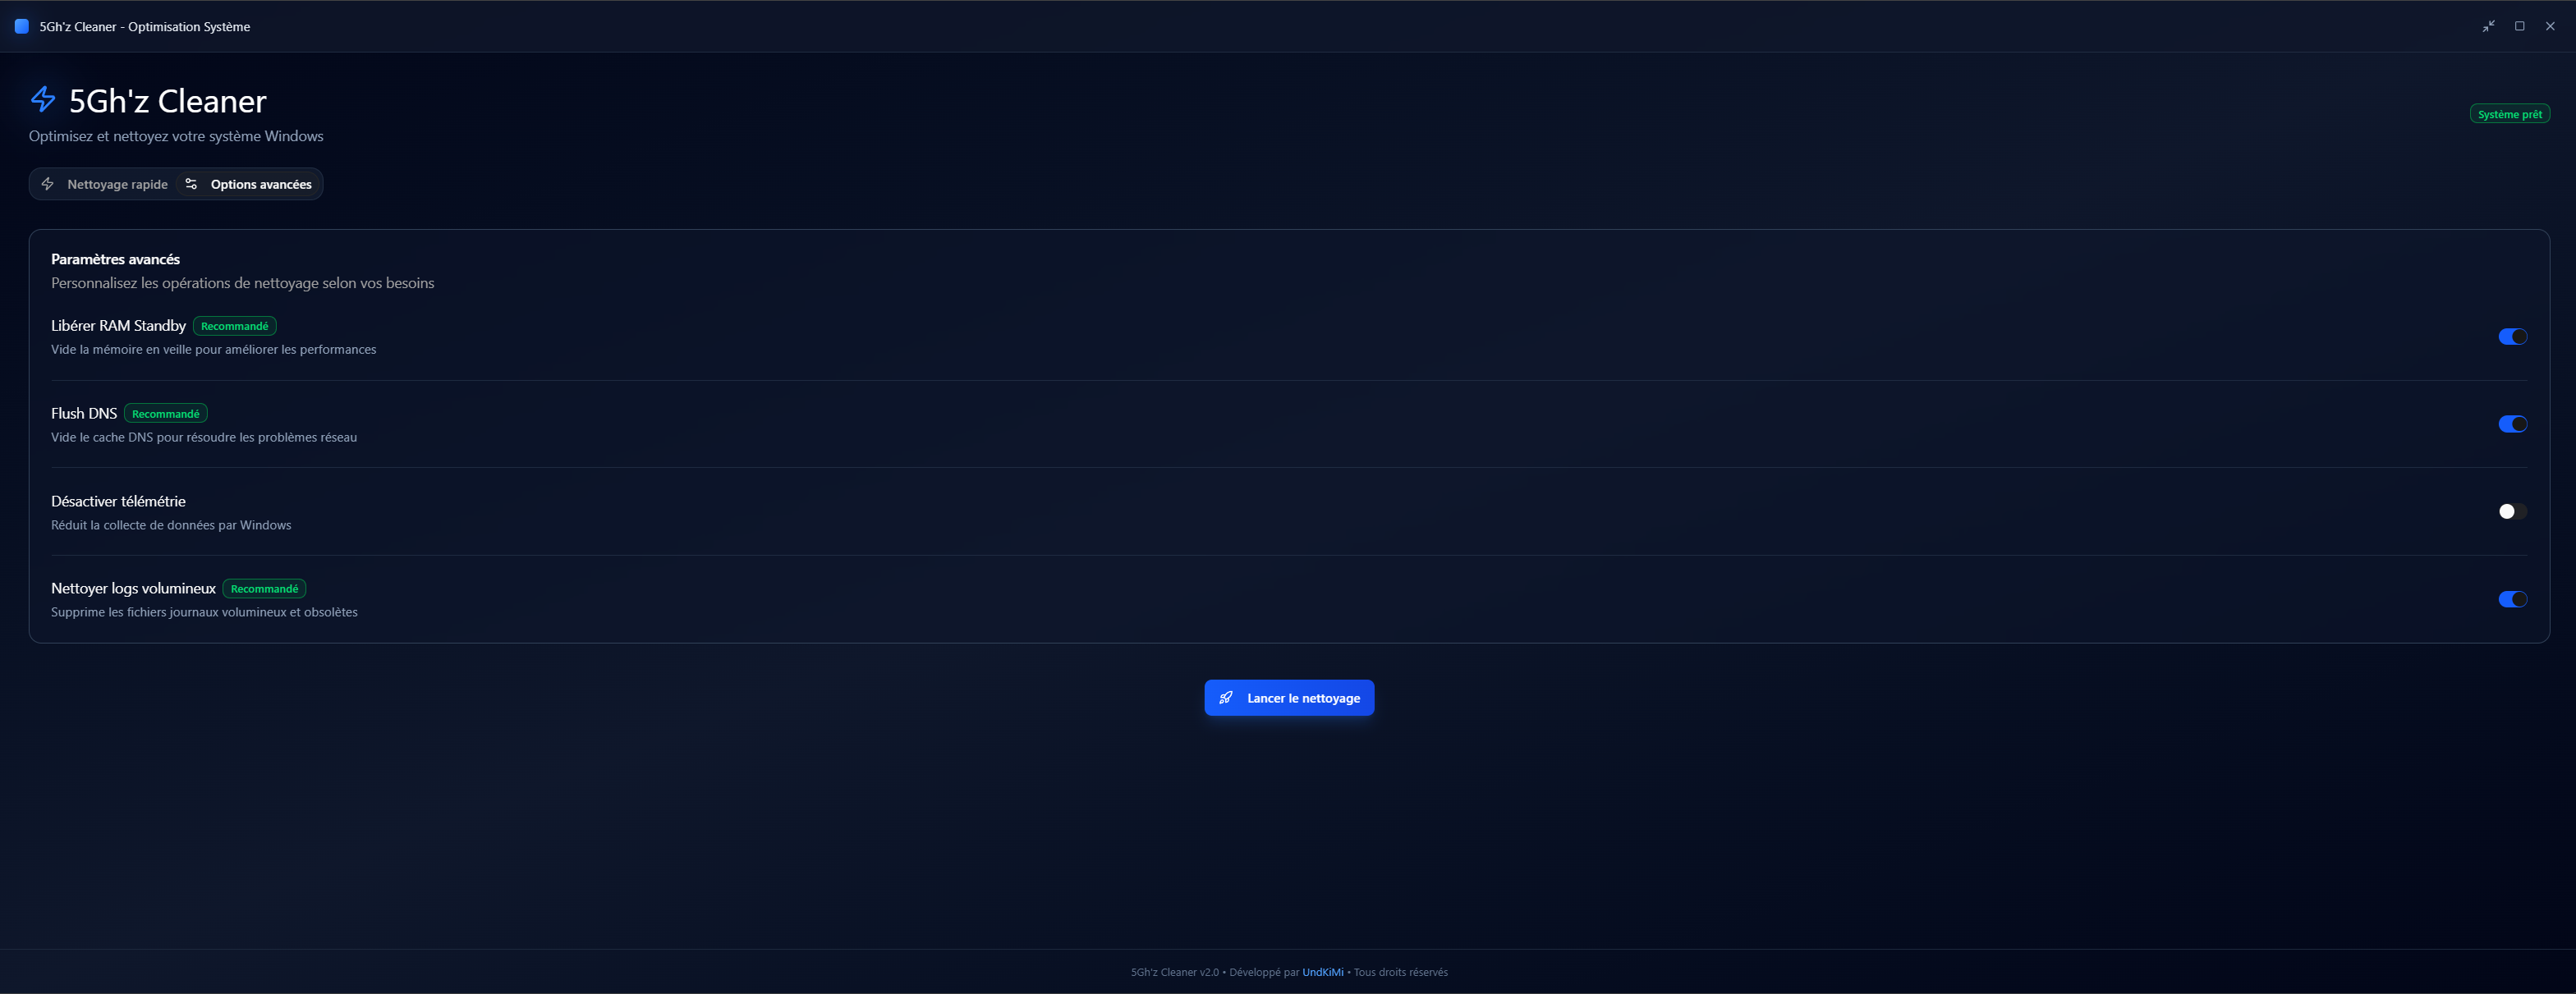 5Gh'z Cleaner - Optimisation Système
5Gh'z Cleaner
Optimisez et nettoyez votre système Windows
Système prêt
Nettoyage rapide
Options avancées
Paramètres avancés
Personnalisez les opérations de nettoyage selon vos besoins
Libérer RAM Standby Recommandé
Vide la mémoire en veille pour améliorer les performances
Flush DNS Recommandé
Vide le cache DNS pour résoudre les problèmes réseau
Désactiver télémétrie
Réduit la collecte de données par Windows
Nettoyer logs volumineux Recommandé
Supprime les fichiers journaux volumineux et obsolètes
Lancer le nettoyage
5Gh'z Cleaner v2.0 • Développé par UndKiMi • Tous droits réservés